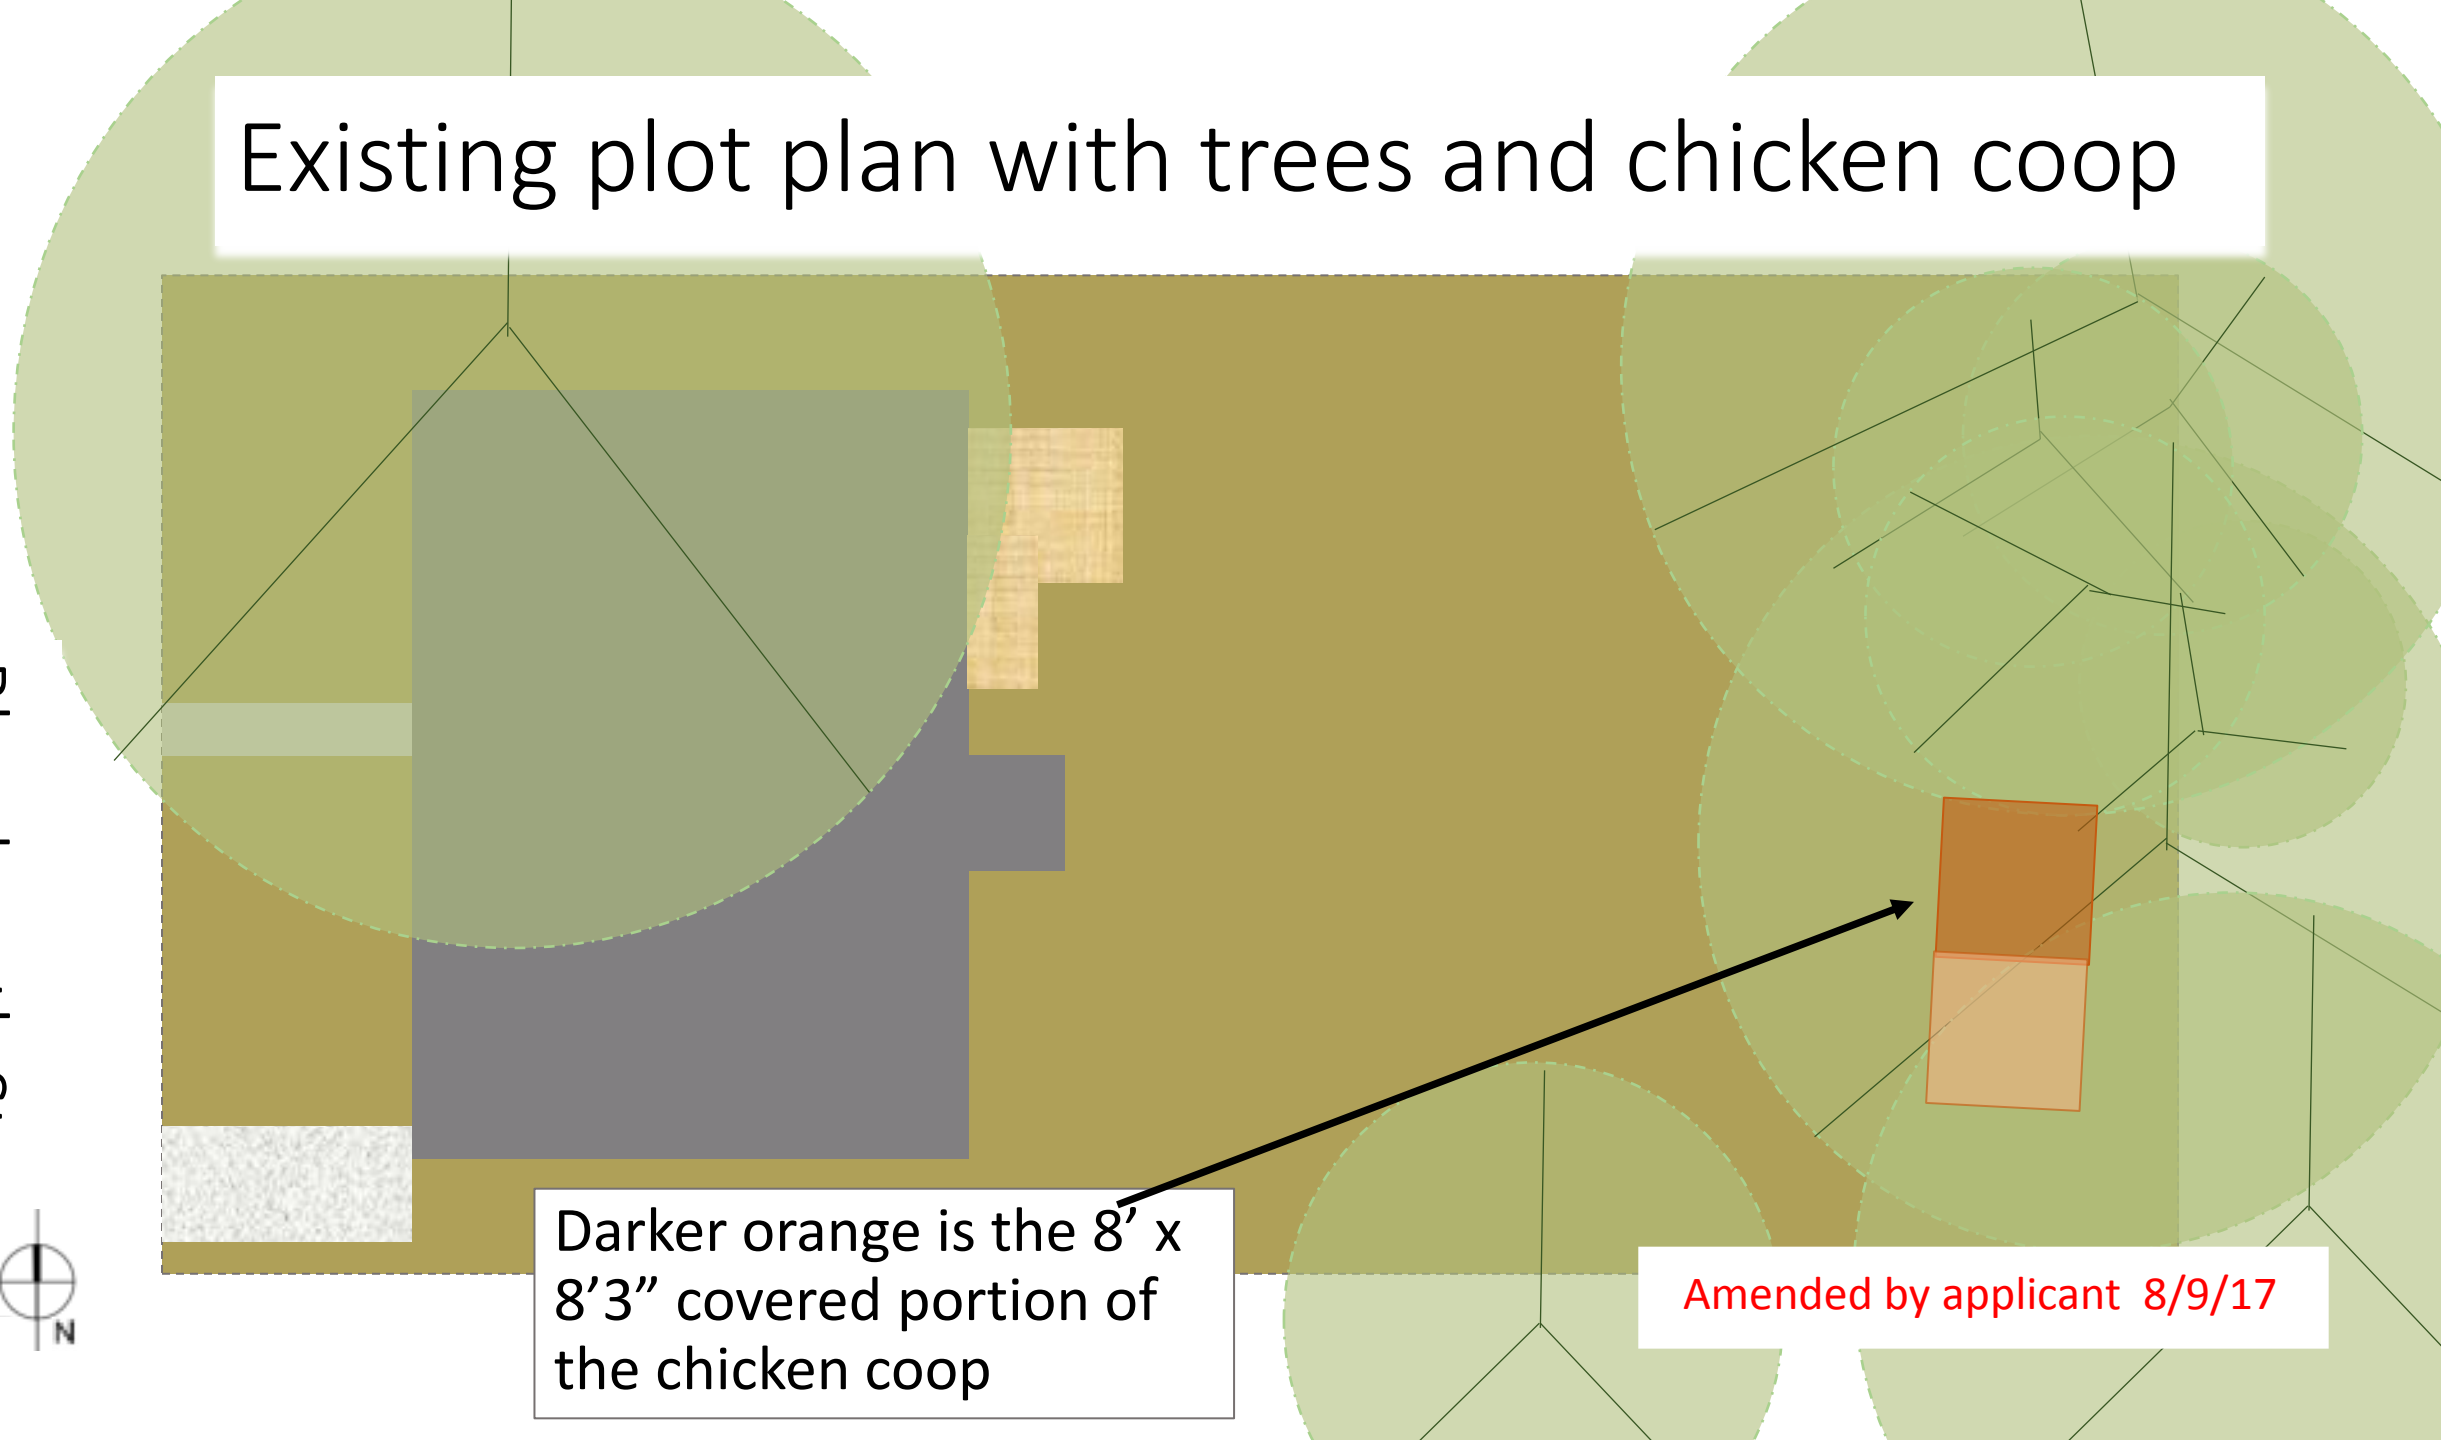 Existing plot plan with trees and chicken coop
Darker orange is the 8’ x
8’3” covered portion of
the chicken coop
Amended by applicant 8/9/17
N